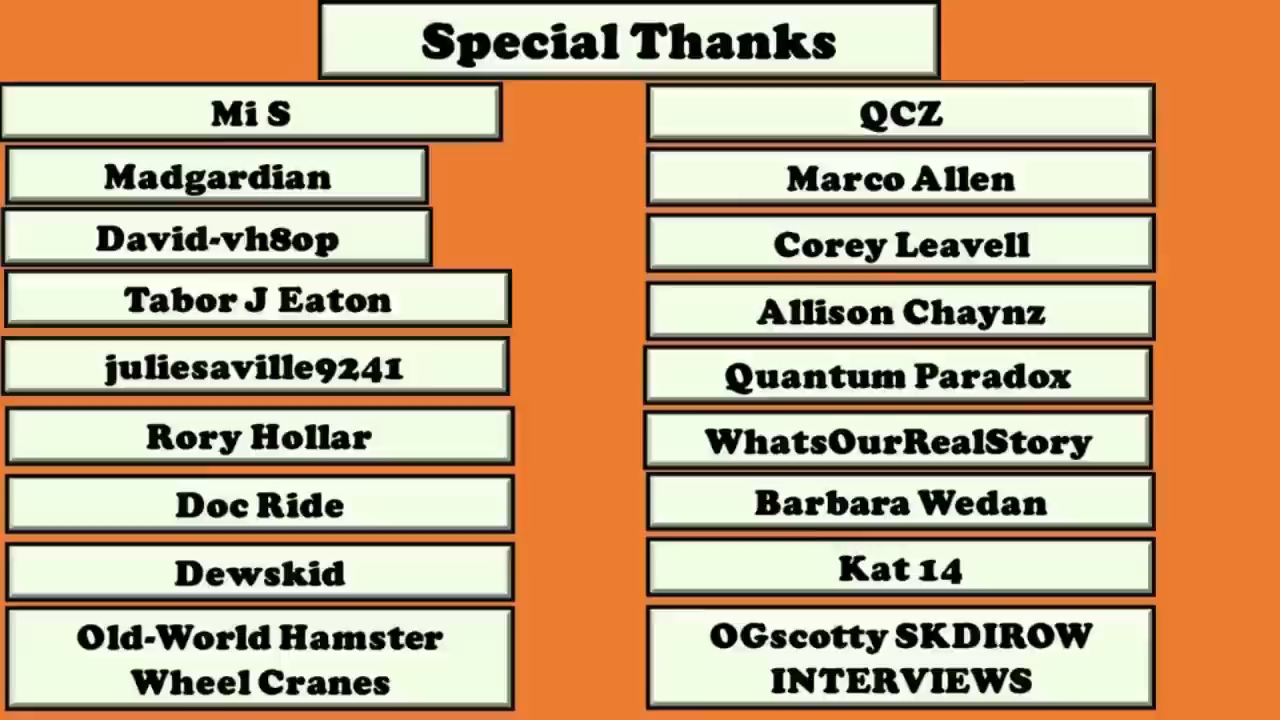 Special Thanks
Mi S
Madgardian
David-vh8op
Tabor J Eaton
juliesaville9241
Rory Hollar
Doc Ride
Dewskid
Old-World Hamster
Wheel Cranes
QCZ
Marco Allen
Corey Leavell
Allison Chaynz
Quantum Paradox
WhatsOurRealStory
Barbara Wedan
Kat 14
OGscotty SKDIROW
INTERVIEWS